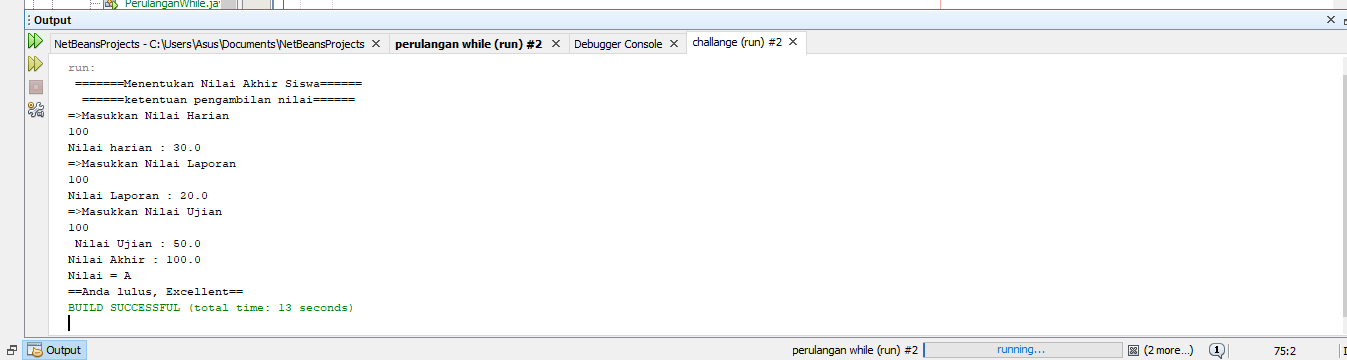 PerulanganWhile.jav
Output
NetBeansProjects - C:\Users\Asus\Documents\NetBeansProjects perulangan while (run) #2 Debugger Console challange (run) #2
run:
=======Menentukan Nilai Akhir Siswa======
======ketentuan pengambilan nilai======
=>Masukkan Nilai Harian
100
Nilai harian : 30.0
=>Masukkan Nilai Laporan
100
Nilai Laporan : 20.0
=>Masukkan Nilai Ujian
100
Nilai Ujian : 50.0
Nilai Akhir : 100.0
Nilai = A
==Anda lulus, Excellent==
BUILD SUCCESSFUL (total time: 13 seconds)
Output perulangan while (run) #2 running... (2 more...) 1 75:2